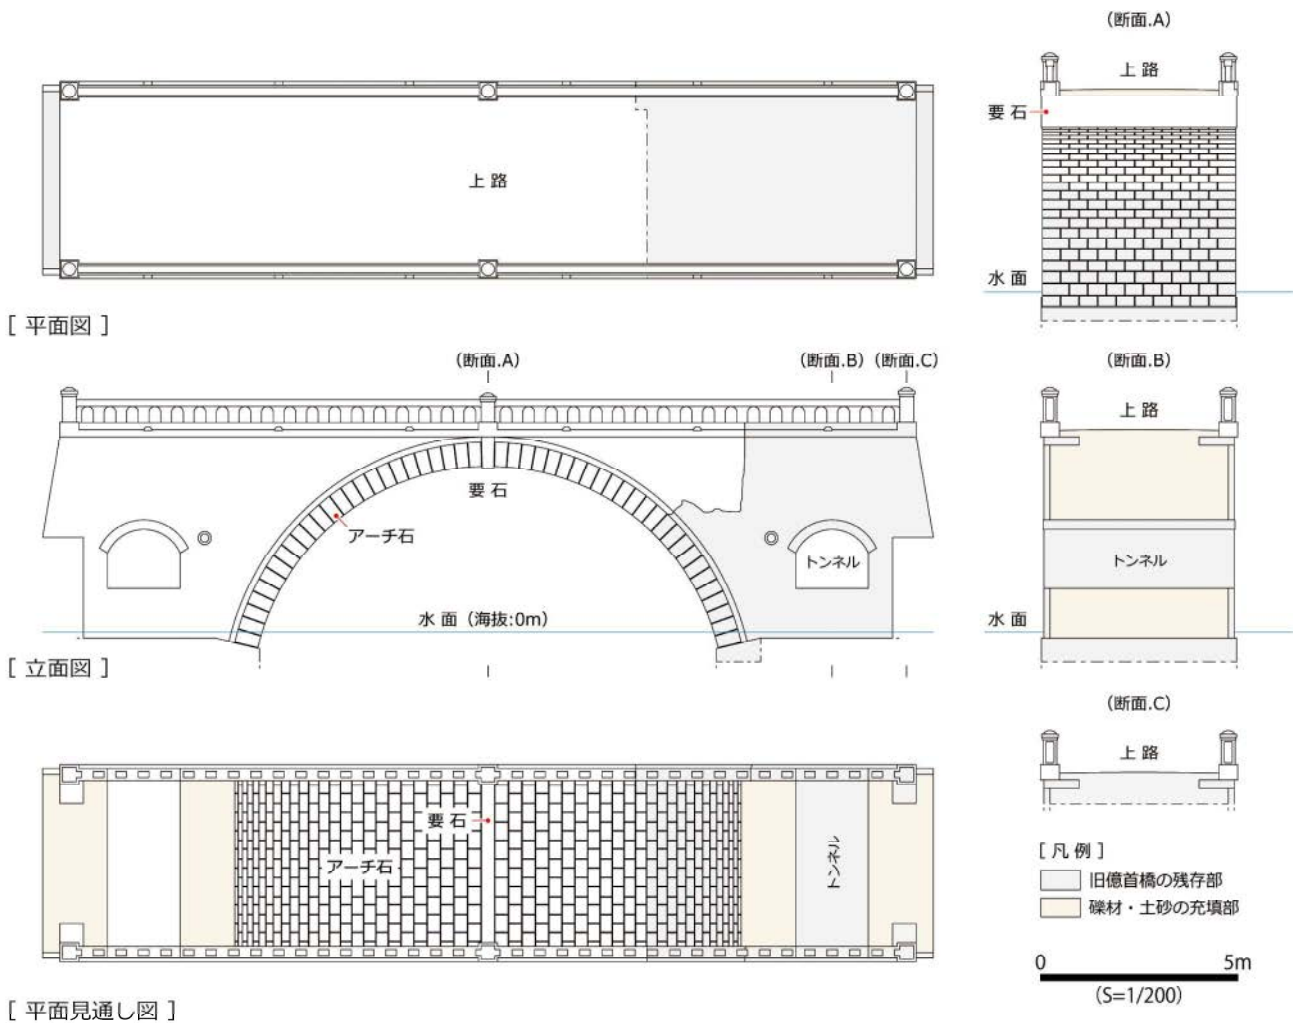 (断面.A)
上 路
要 石
上 路
水 面
[ 平面図 ]
(断面.A)
(断面.B)
(断面.C)
(断面.B)
上 路
要 石
アーチ石
トンネル
トンネル
水 面 (海抜:0m)
水 面
[ 立面図 ]
(断面.C)
上 路
要 石
アーチ石
トンネル
[ 凡 例 ]
旧億首橋の残存部
礫材・土砂の充填部
0 5m
(S=1/200)
[ 平面見通し図 ]